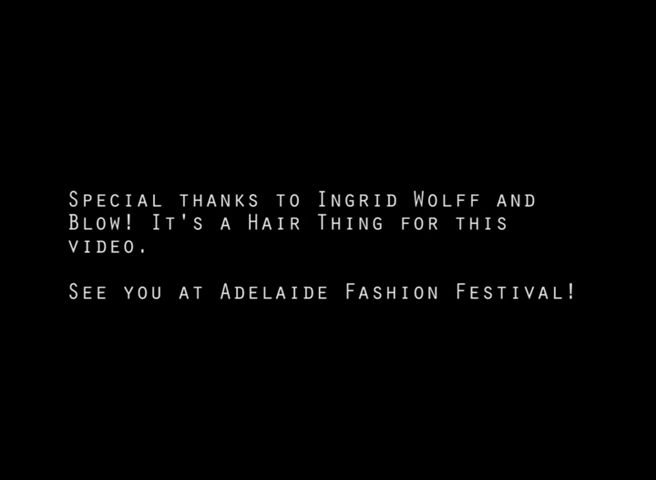 Special thanks to Ingrid Wolff and
Blow! It's a Hair Thing for this
video.
See you at Adelaide Fashion Festival!